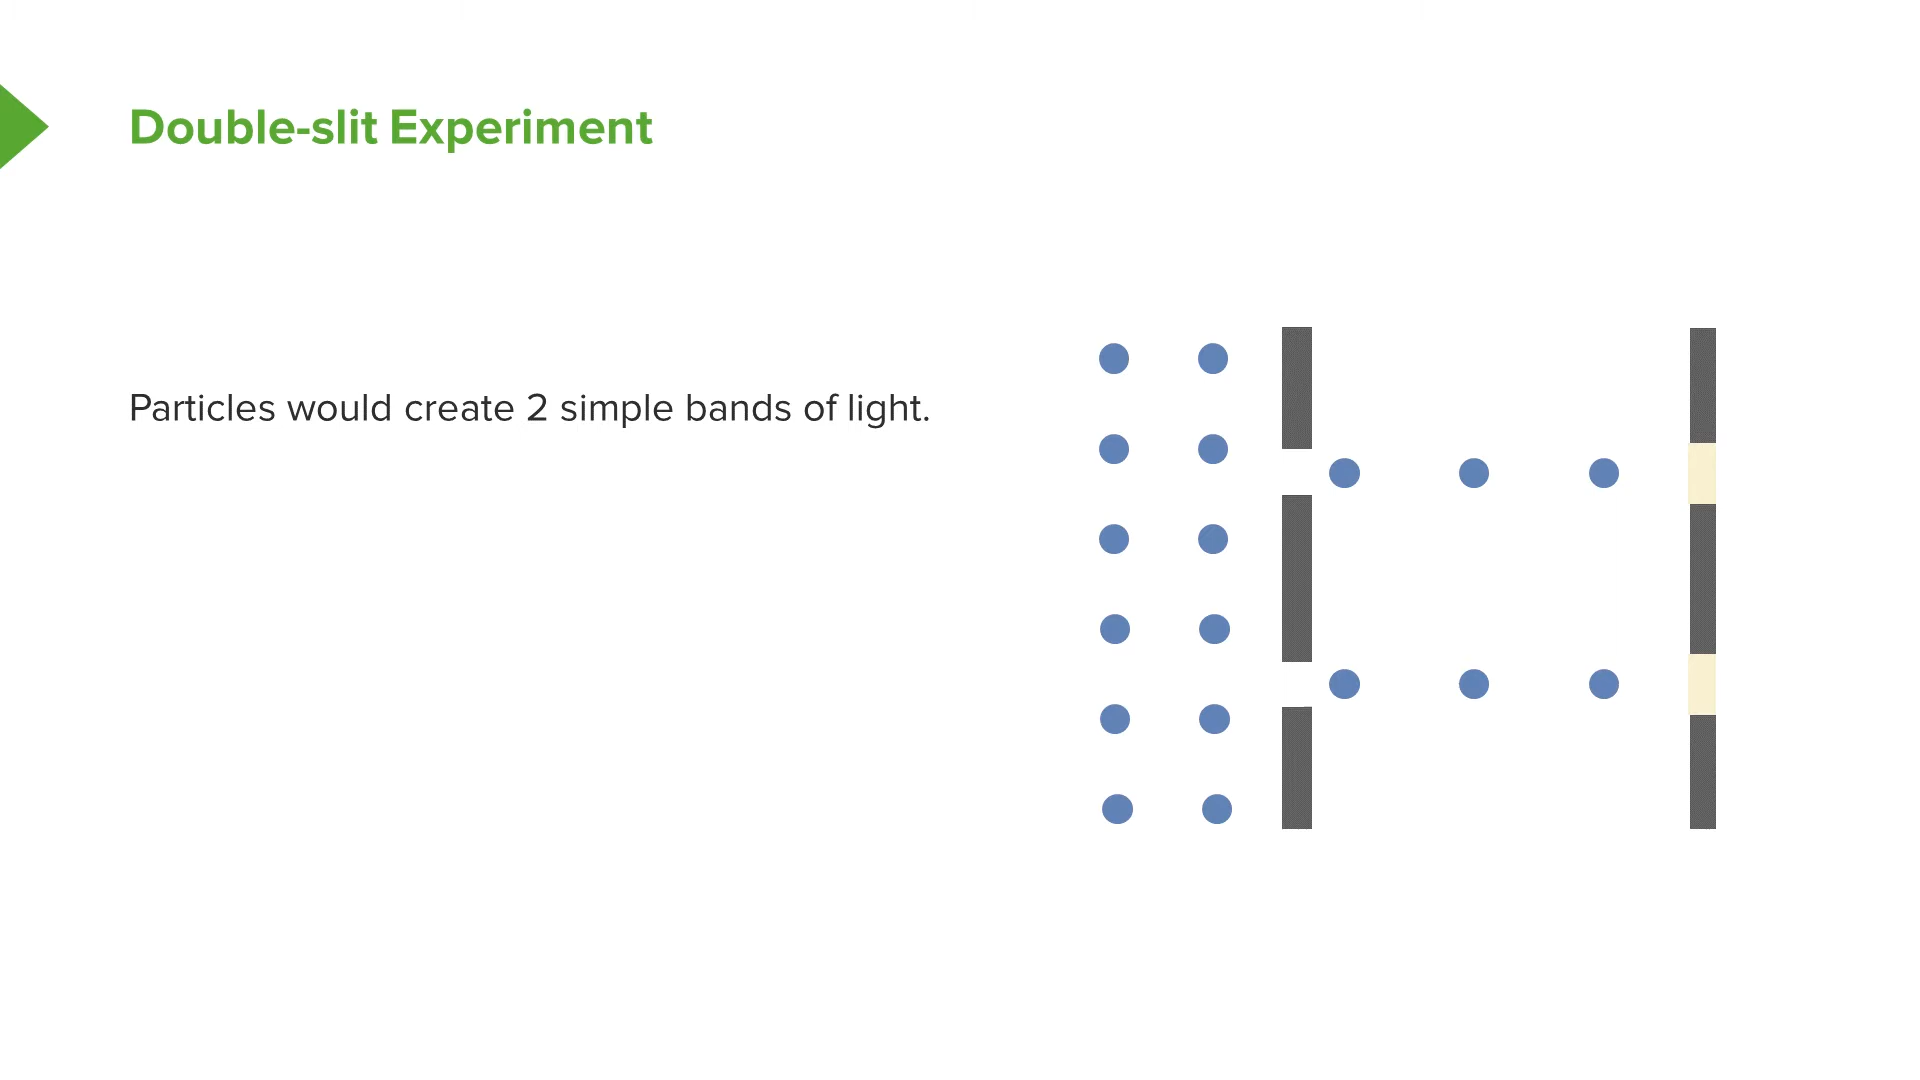 Double-slit Experiment
Particles would create 2 simple bands of light.